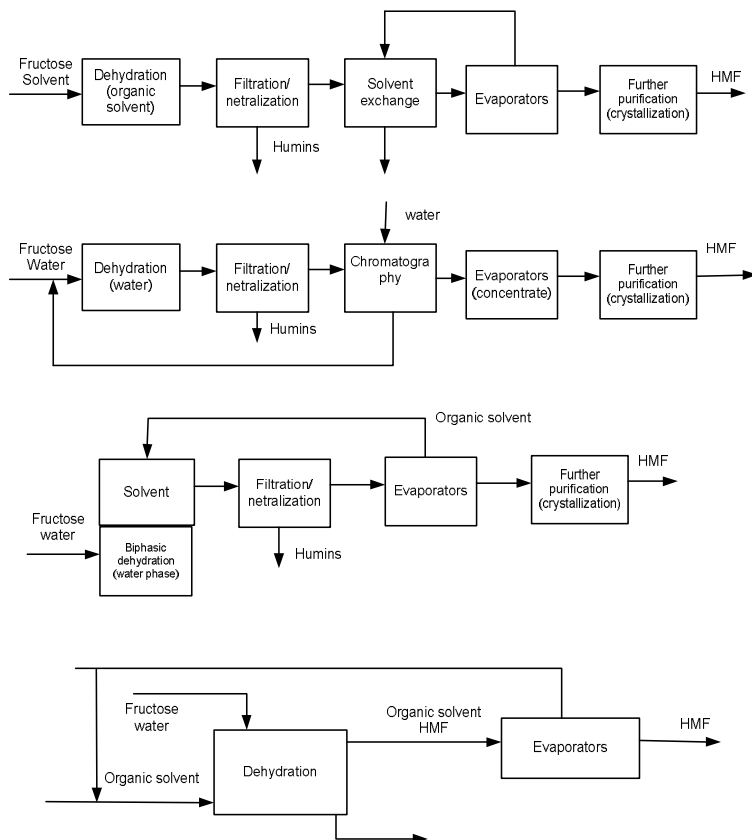 Fructose
Solvent
Dehydration
(organic
solvent)
Filtration/
netralization
Solvent
exchange
Evaporators
Further
purification
(crystallization)
HMF
Humins
water
Fructose
Water
Dehydration
(water)
Filtration/
netralization
Chromatogra
phy
Evaporators
(concentrate)
Further
purification
(crystallization)
HMF
Humins
Organic solvent
Solvent
Filtration/
netralization
Evaporators
Further
purification
(crystallization)
HMF
Fructose
water
Biphasic
dehydration
(water phase)
Humins
Fructose
water
Organic solvent
HMF
Evaporators
HMF
Organic solvent
Dehydration